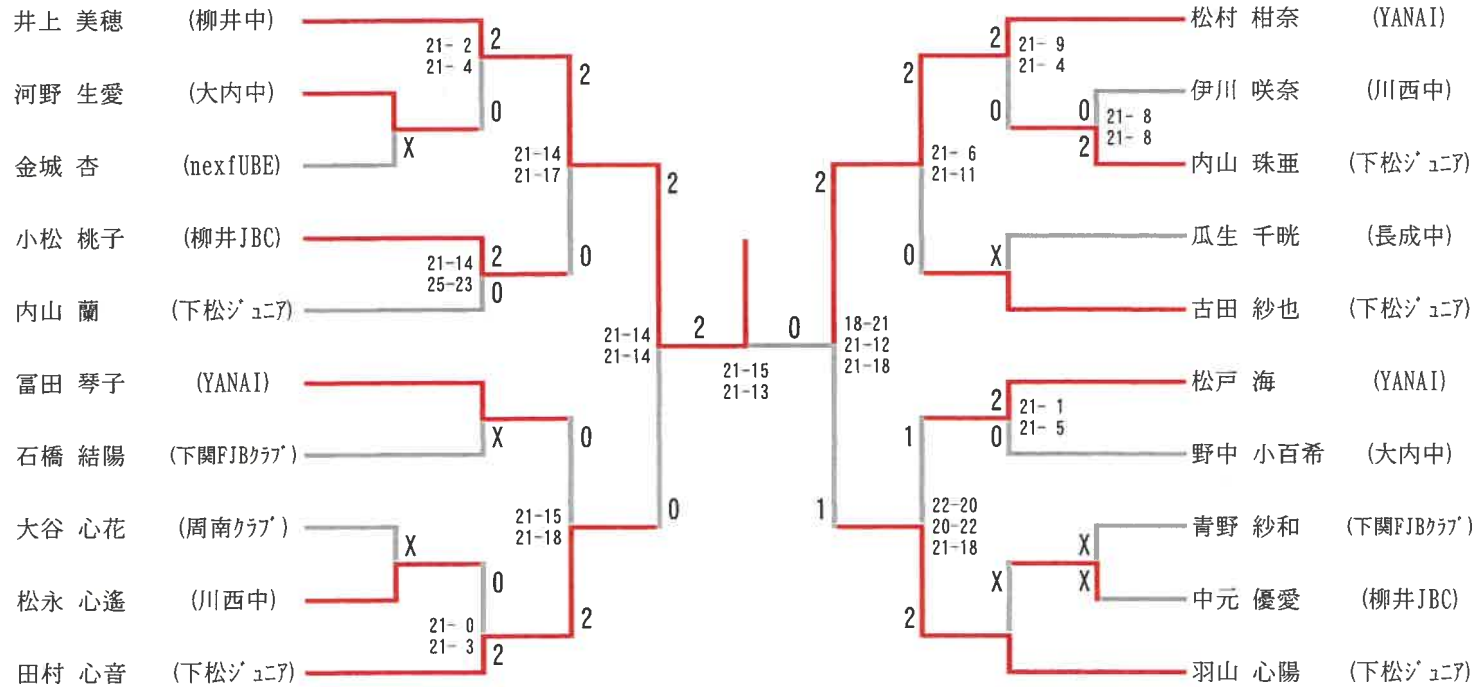 井上 美穂 (柳井中)
21- 2
21- 4
2
0
河野 生愛 (大内中)
X
金城 杏 (nexfUBE)
2
21-14
21-17
0
小松 桃子 (柳井JBC)
21-14
25-23
2
0
内山 蘭 (下松ジュニア)
2
21-14
21-14
0
冨田 琴子 (YANAI)
X
石橋 結陽 (下関FJBクラブ)
0
21-15
21-18
2
大谷 心花 (周南クラブ)
X
松永 心遙 (川西中)
0
21- 0
21- 3
2
田村 心音 (下松ジュニア)
2 0
21-15
21-13
松村 柑奈 (YANAI)
2
21- 9
21- 4
0
伊川 咲奈 (川西中)
0
21- 8
21- 8
2
内山 珠亜 (下松ジュニア)
2
21- 6
21-11
0
瓜生 千晄 (長成中)
X
古田 紗也 (下松ジュニア)
2
18-21
21-12
21-18
1
松戸 海 (YANAI)
2
21- 1
21- 5
0
野中 小百希 (大内中)
1
22-20
20-22
21-18
2
青野 紗和 (下関FJBクラブ)
X
X
中元 優愛 (柳井JBC)
X
羽山 心陽 (下松ジュニア)